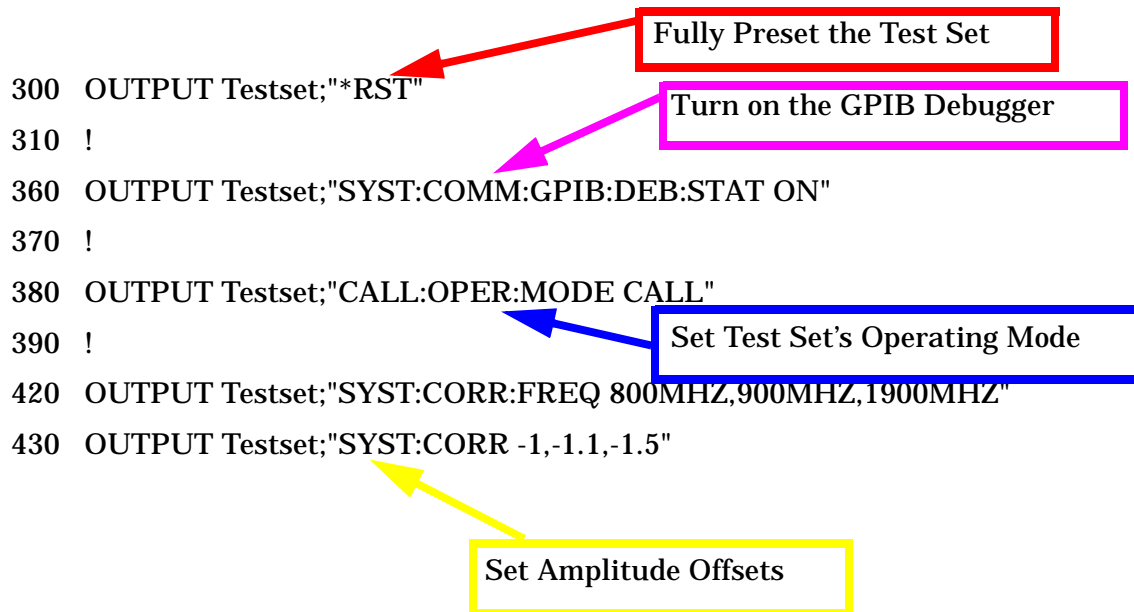 Fully Preset the Test Set
300 OUTPUT Testset;"*RST"
Turn on the GPIB Debugger
310 !
360 OUTPUT Testset;"SYST:COMM:GPIB:DEB:STAT ON"
370 !
380 OUTPUT Testset;"CALL:OPER:MODE CALL"
Set Test Set’s Operating Mode
390 !
420 OUTPUT Testset;"SYST:CORR:FREQ 800MHZ,900MHZ,1900MHZ"
430 OUTPUT Testset;"SYST:CORR -1,-1.1,-1.5"
Set Amplitude Offsets